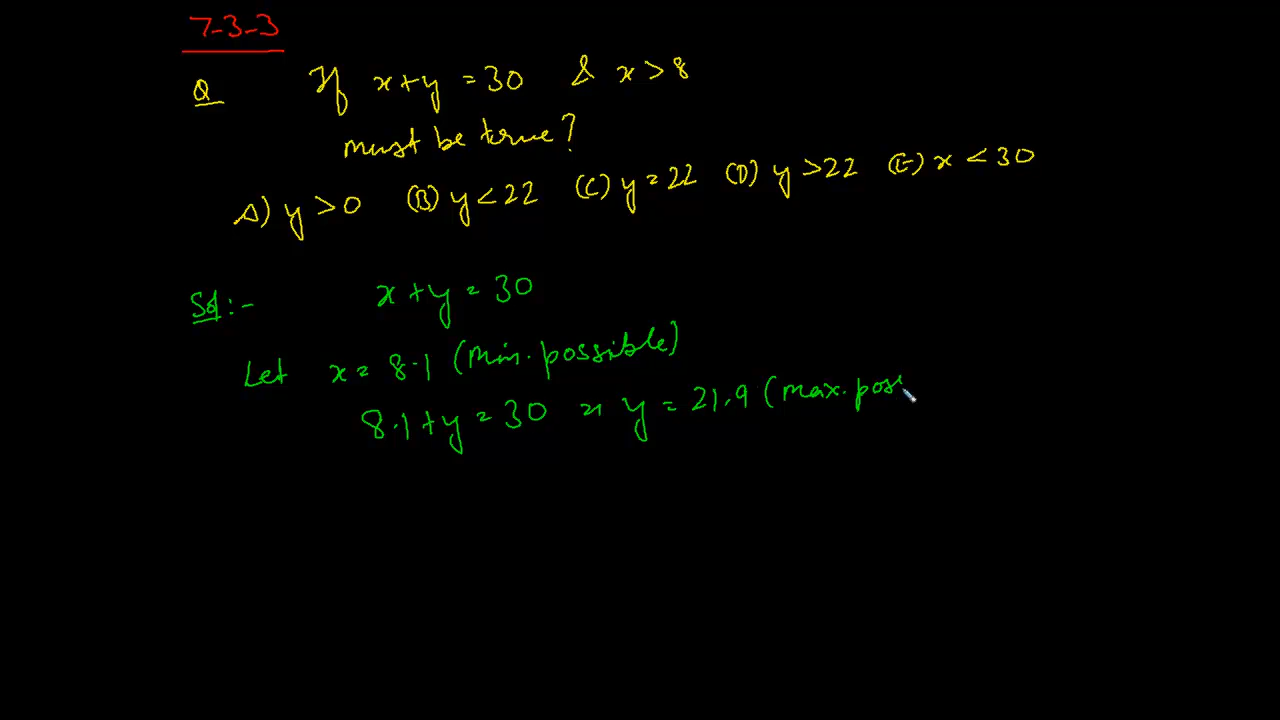 7-3-3
Q If x+y = 30 & x > 8
must be true?
A) y > 0 (B) y < 22 (C) y = 22 (D) y > 22 (E) x < 30
Sol:- x + y = 30
Let x = 8.1 (Min. possible)
8.1 + y = 30 ⇒ y = 21.9 (Max. poss